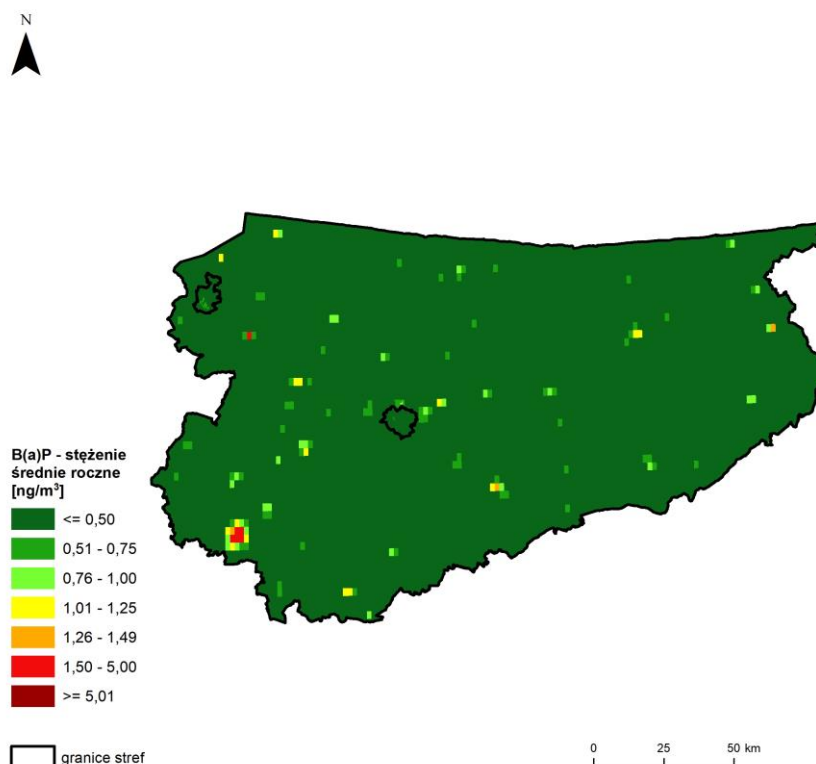 N
B(a)P - stężenie
średnie roczne
[ng/m³]
<= 0,50
0,51 - 0,75
0,76 - 1,00
1,01 - 1,25
1,26 - 1,49
1,50 - 5,00
>= 5,01
granice stref
0 25 50 km